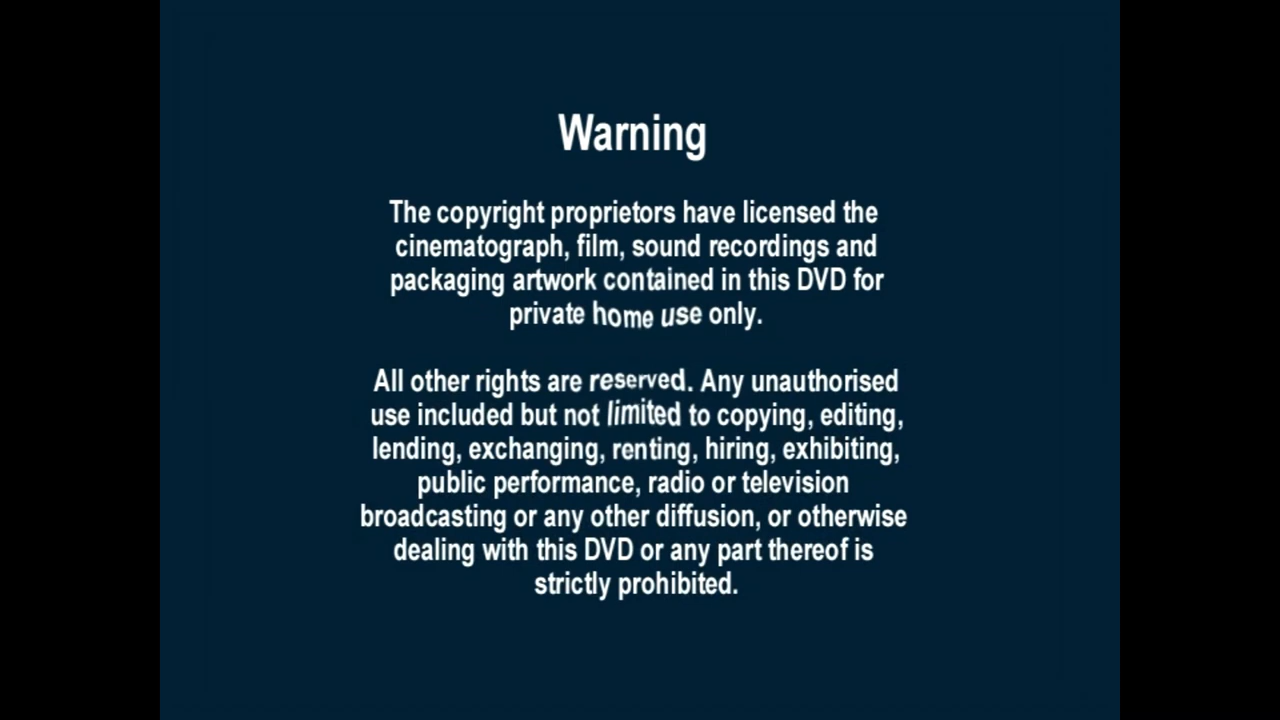 Warning
The copyright proprietors have licensed the
cinematograph, film, sound recordings and
packaging artwork contained in this DVD for
private home use only.
All other rights are reserved. Any unauthorised
use included but not limited to copying, editing,
lending, exchanging, renting, hiring, exhibiting,
public performance, radio or television
broadcasting or any other diffusion, or otherwise
dealing with this DVD or any part thereof is
strictly prohibited.